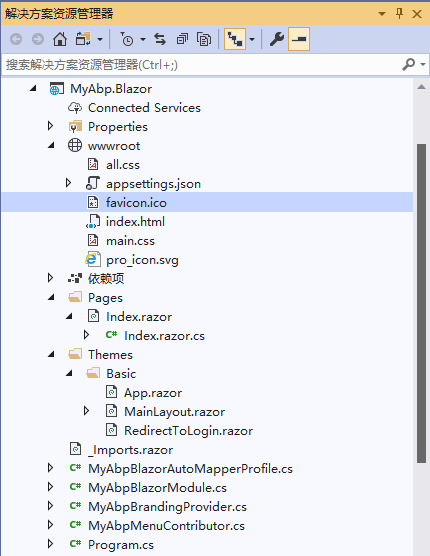 解决方案资源管理器
搜索解决方案资源管理器(Ctrl+;)
MyAbp.Blazor
Connected Services
Properties
wwwroot
all.css
appsettings.json
favicon.ico
index.html
main.css
pro_icon.svg
依赖项
Pages
Index.razor
C# Index.razor.cs
Themes
Basic
App.razor
MainLayout.razor
RedirectToLogin.razor
_Imports.razor
C# MyAbpBlazorAutoMapperProfile.cs
C# MyAbpBlazorModule.cs
C# MyAbpBrandingProvider.cs
C# MyAbpMenuContributor.cs
C# Program.cs